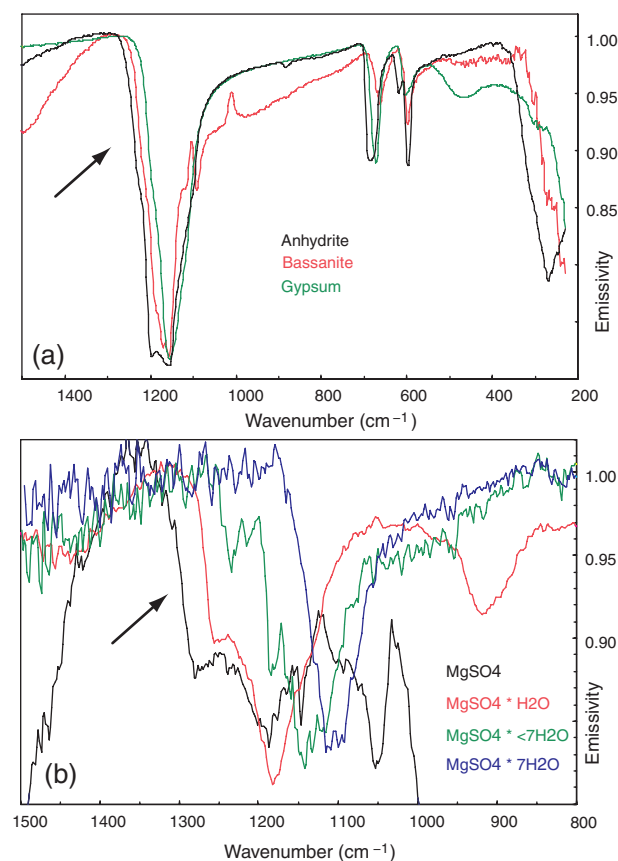 1.00
0.95
0.90
0.85
Emissivity
Anhydrite
Bassanite
Gypsum
(a)
1400 1200 1000 800 600 400 200
Wavenumber (cm⁻¹)
1.00
0.95
0.90
Emissivity
MgSO4
MgSO4 * H2O
MgSO4 * <7H2O
MgSO4 * 7H2O
(b)
1500 1400 1300 1200 1100 1000 900 800
Wavenumber (cm⁻¹)